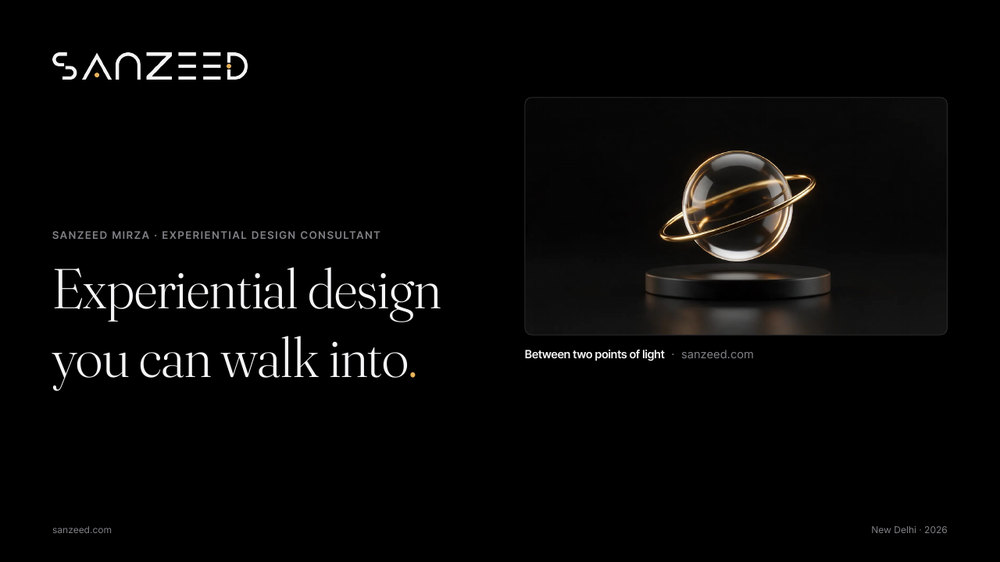 SANZEED
SANZEED MIRZA · EXPERIENTIAL DESIGN CONSULTANT
Experiential design
you can walk into.
Between two points of light · sanzeed.com
sanzeed.com
New Delhi · 2026